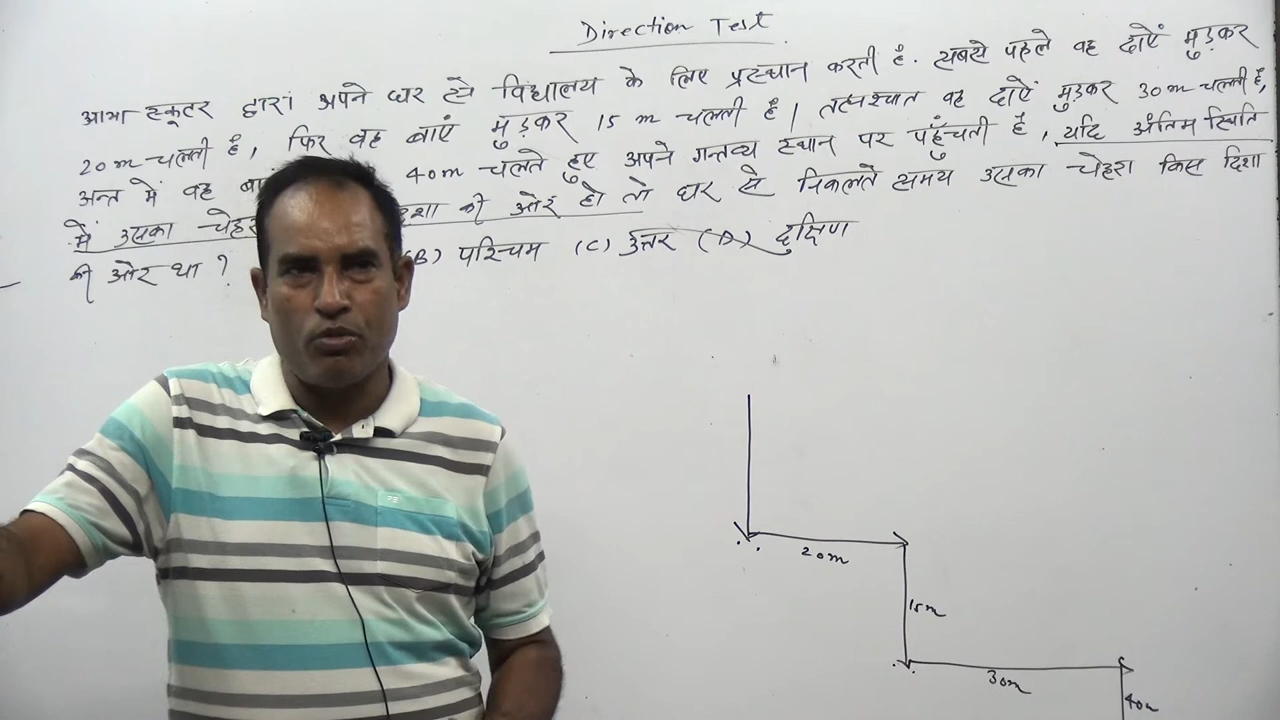 Direction Test
आभा स्कूटर द्वारा अपने घर से विद्यालय के लिए प्रस्थान करती है. सबसे पहले वह दाएं मुड़कर
20m चलती है, फिर वह बाएं मुड़कर 15 m चलती है| तत्पश्चात वह दाएं मुड़कर 30m चलती है,
अन्त में वह 40m चलते हुए अपने गन्तव्य स्थान पर पहुँचती है, यदि अंतिम स्थिति
में उसका की ओर हो तो घर से निकलते समय उसका चेहरा किस दिशा
की ओर था ? (B) पश्चिम (C) उत्तर (D) दक्षिण
20m
15m
30m